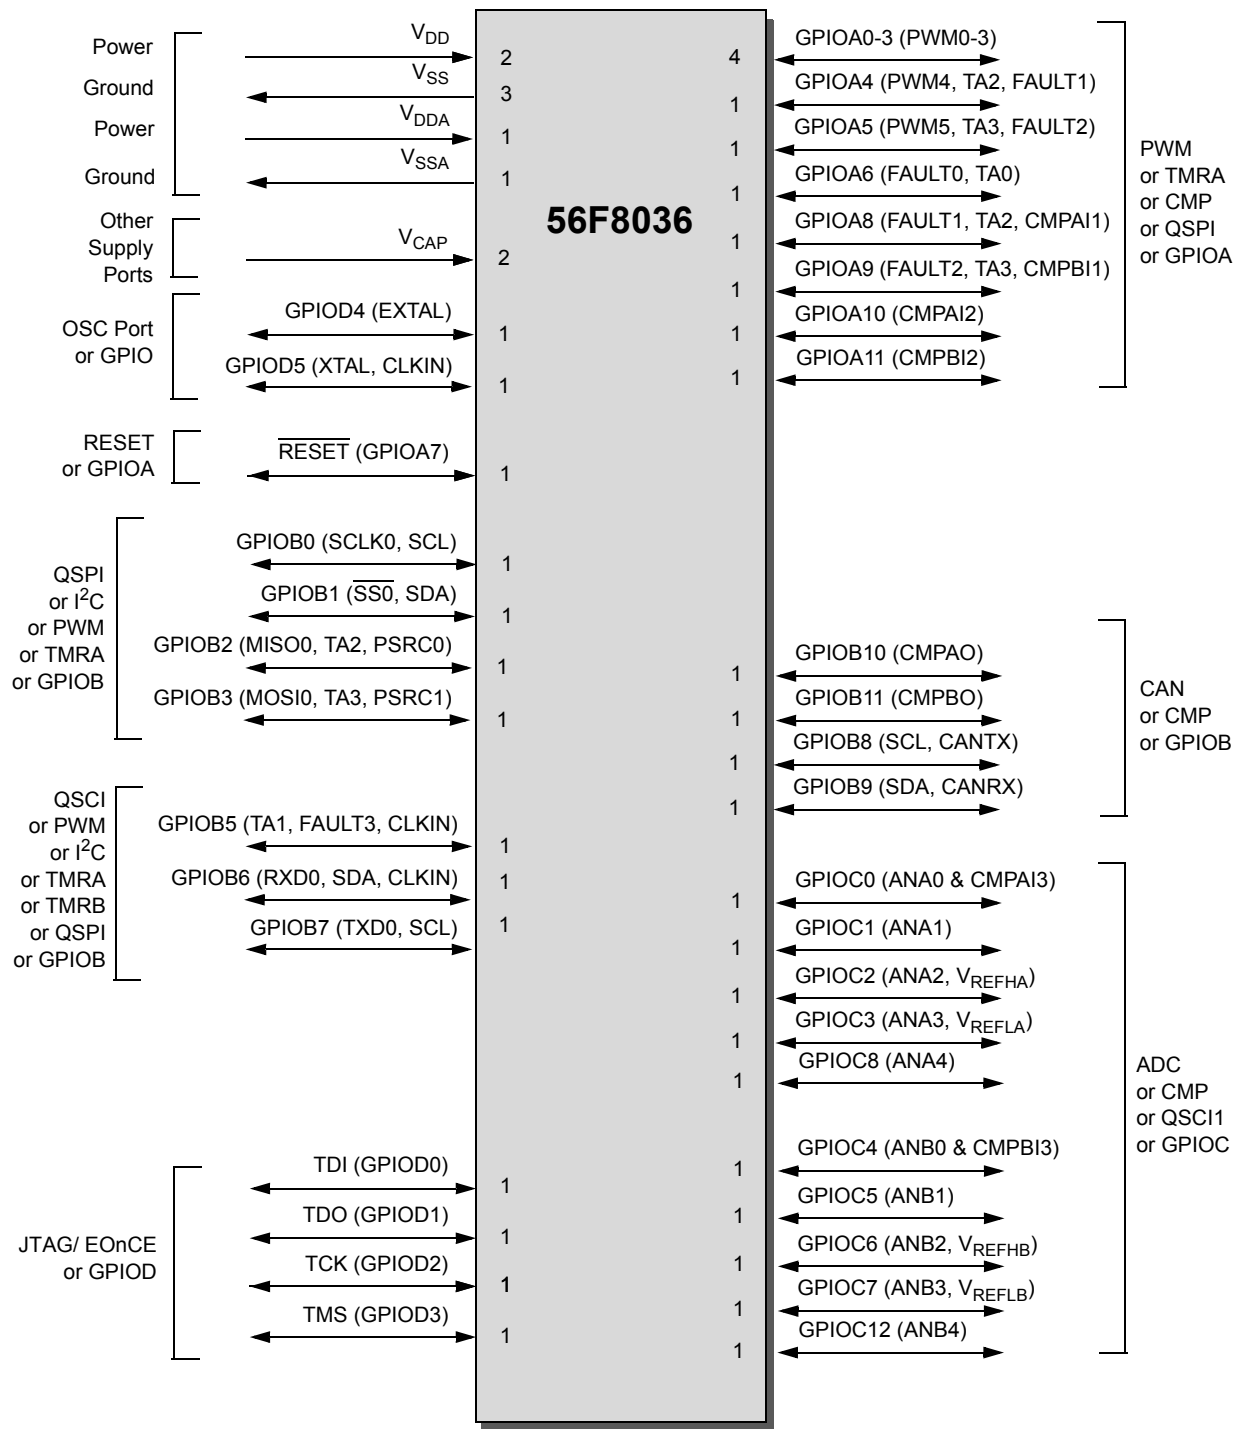 56F8036
Power
V_DD
2
Ground
V_SS
3
Power
V_DDA
1
Ground
V_SSA
1
Other
Supply
Ports
V_CAP
2
OSC Port
or GPIO
GPIOD4 (EXTAL)
1
GPIOD5 (XTAL, CLKIN)
1
RESET
or GPIOA
RESET (GPIOA7)
1
QSPI
or I²C
or PWM
or TMRA
or GPIOB
GPIOB0 (SCLK0, SCL)
1
GPIOB1 (SS0, SDA)
1
GPIOB2 (MISO0, TA2, PSRC0)
1
GPIOB3 (MOSI0, TA3, PSRC1)
1
QSCI
or PWM
or I²C
or TMRA
or TMRB
or QSPI
or GPIOB
GPIOB5 (TA1, FAULT3, CLKIN)
1
GPIOB6 (RXD0, SDA, CLKIN)
1
GPIOB7 (TXD0, SCL)
1
JTAG/ EOnCE
or GPIOD
TDI (GPIOD0)
1
TDO (GPIOD1)
1
TCK (GPIOD2)
1
TMS (GPIOD3)
1
4
GPIOA0-3 (PWM0-3)
1
GPIOA4 (PWM4, TA2, FAULT1)
1
GPIOA5 (PWM5, TA3, FAULT2)
1
GPIOA6 (FAULT0, TA0)
1
GPIOA8 (FAULT1, TA2, CMPAI1)
1
GPIOA9 (FAULT2, TA3, CMPBI1)
1
GPIOA10 (CMPAI2)
1
GPIOA11 (CMPBI2)
PWM
or TMRA
or CMP
or QSPI
or GPIOA
1
GPIOB10 (CMPAO)
1
GPIOB11 (CMPBO)
1
GPIOB8 (SCL, CANTX)
1
GPIOB9 (SDA, CANRX)
CAN
or CMP
or GPIOB
1
GPIOC0 (ANA0 & CMPAI3)
1
GPIOC1 (ANA1)
1
GPIOC2 (ANA2, V_REFHA)
1
GPIOC3 (ANA3, V_REFLA)
1
GPIOC8 (ANA4)
1
GPIOC4 (ANB0 & CMPBI3)
1
GPIOC5 (ANB1)
1
GPIOC6 (ANB2, V_REFHB)
1
GPIOC7 (ANB3, V_REFLB)
1
GPIOC12 (ANB4)
ADC
or CMP
or QSCI1
or GPIOC